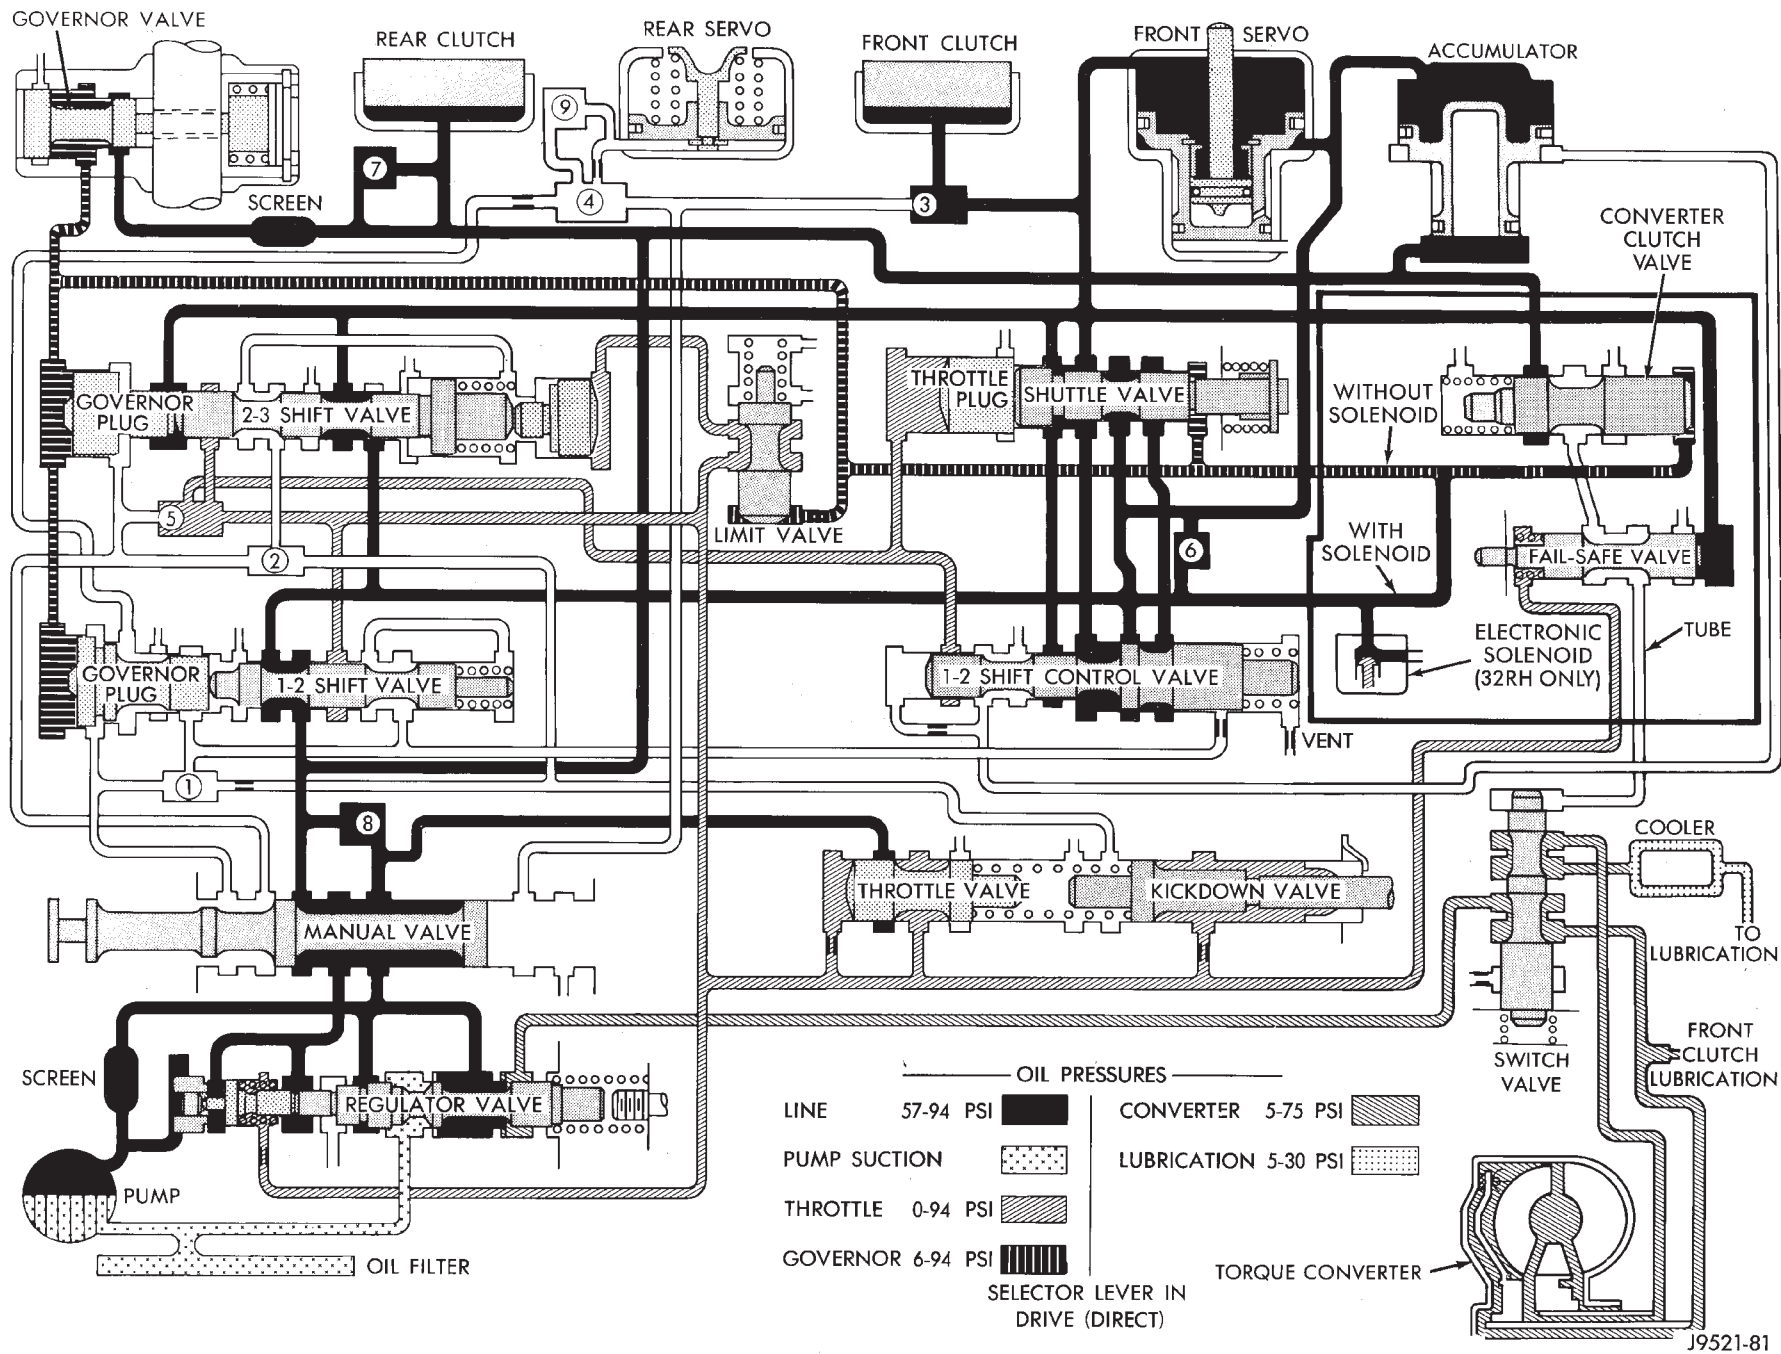 GOVERNOR VALVE
REAR CLUTCH
REAR SERVO
FRONT CLUTCH
FRONT SERVO
ACCUMULATOR
9
7
4
3
SCREEN
CONVERTER
CLUTCH
VALVE
GOVERNOR
PLUG
2-3 SHIFT VALVE
THROTTLE
PLUG
SHUTTLE VALVE
WITHOUT
SOLENOID
5
LIMIT VALVE
6
WITH
SOLENOID
FAIL-SAFE VALVE
2
ELECTRONIC
SOLENOID
(32RH ONLY)
TUBE
GOVERNOR
PLUG
1-2 SHIFT VALVE
1-2 SHIFT CONTROL VALVE
VENT
1
8
COOLER
THROTTLE VALVE
KICKDOWN VALVE
MANUAL VALVE
TO
LUBRICATION
SCREEN
REGULATOR VALVE
SWITCH
VALVE
FRONT
CLUTCH
LUBRICATION
OIL PRESSURES
LINE 57-94 PSI
CONVERTER 5-75 PSI
PUMP SUCTION
LUBRICATION 5-30 PSI
THROTTLE 0-94 PSI
GOVERNOR 6-94 PSI
SELECTOR LEVER IN
DRIVE (DIRECT)
PUMP
OIL FILTER
TORQUE CONVERTER
J9521-81